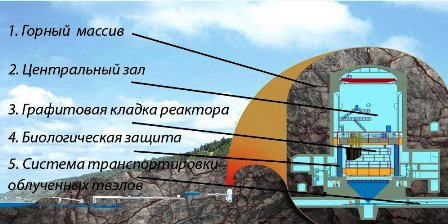 1. Горный массив
2. Центральный зал
3. Графитовая кладка реактора
4. Биологическая защита
5. Система транспортировки
облученных твэлов